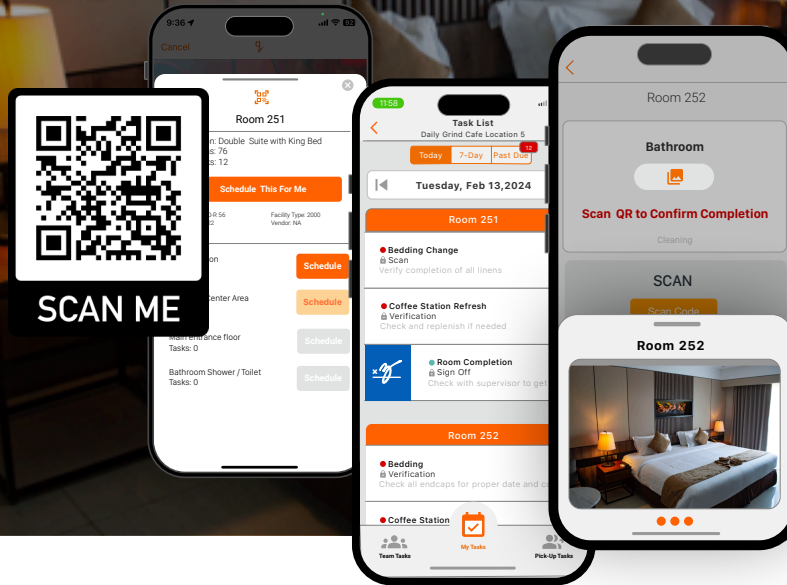 SCAN ME
9:36
Cancel
Room 251
n: Double Suite with King Bed
s: 76
s: 12
Schedule This For Me
R 56
Facility Type: 2000
Vendor: NA
on
Schedule
Center Area
Schedule
Main entrance floor
Tasks: 0
Schedule
Bathroom Shower / Toilet
Tasks: 0
Schedule
11:58
Task List
Daily Grind Cafe Location 5
Today
7-Day
Past Due
12
Tuesday, Feb 13,2024
Room 251
Bedding Change
Scan
Verify completion of all linens
Coffee Station Refresh
Verification
Check and replenish if needed
Room Completion
Sign Off
Check with supervisor to get
Room 252
Bedding
Verification
Check all endcaps for proper date and
Coffee Station
Team Tasks
My Tasks
Pick-Up Tasks
Room 252
Bathroom
Scan QR to Confirm Completion
Cleaning
SCAN
Scan Code
Room 252